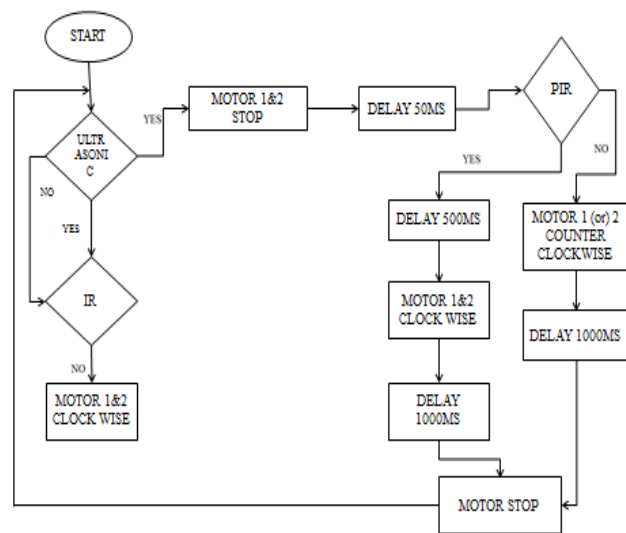 START
ULTR
ASONI
C
YES
NO
YES
IR
NO
MOTOR 1&2
CLOCK WISE
MOTOR 1&2
STOP
DELAY 50MS
PIR
YES
NO
DELAY 500MS
MOTOR 1&2
CLOCK WISE
DELAY
1000MS
MOTOR 1 (or) 2
COUNTER
CLOCKWISE
DELAY 1000MS
MOTOR STOP